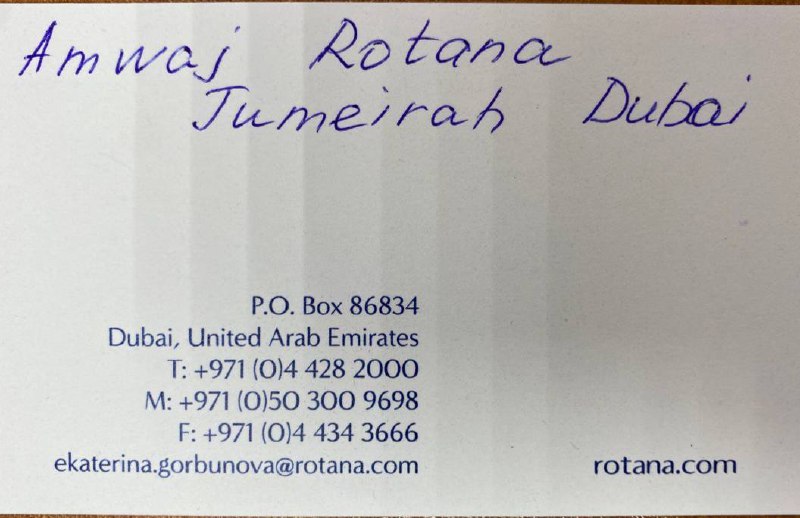 Amwaj Rotana
Jumeirah Dubai
P.O. Box 86834
Dubai, United Arab Emirates
T: +971 (0)4 428 2000
M: +971 (0)50 300 9698
F: +971 (0)4 434 3666
ekaterina.gorbunova@rotana.com
rotana.com